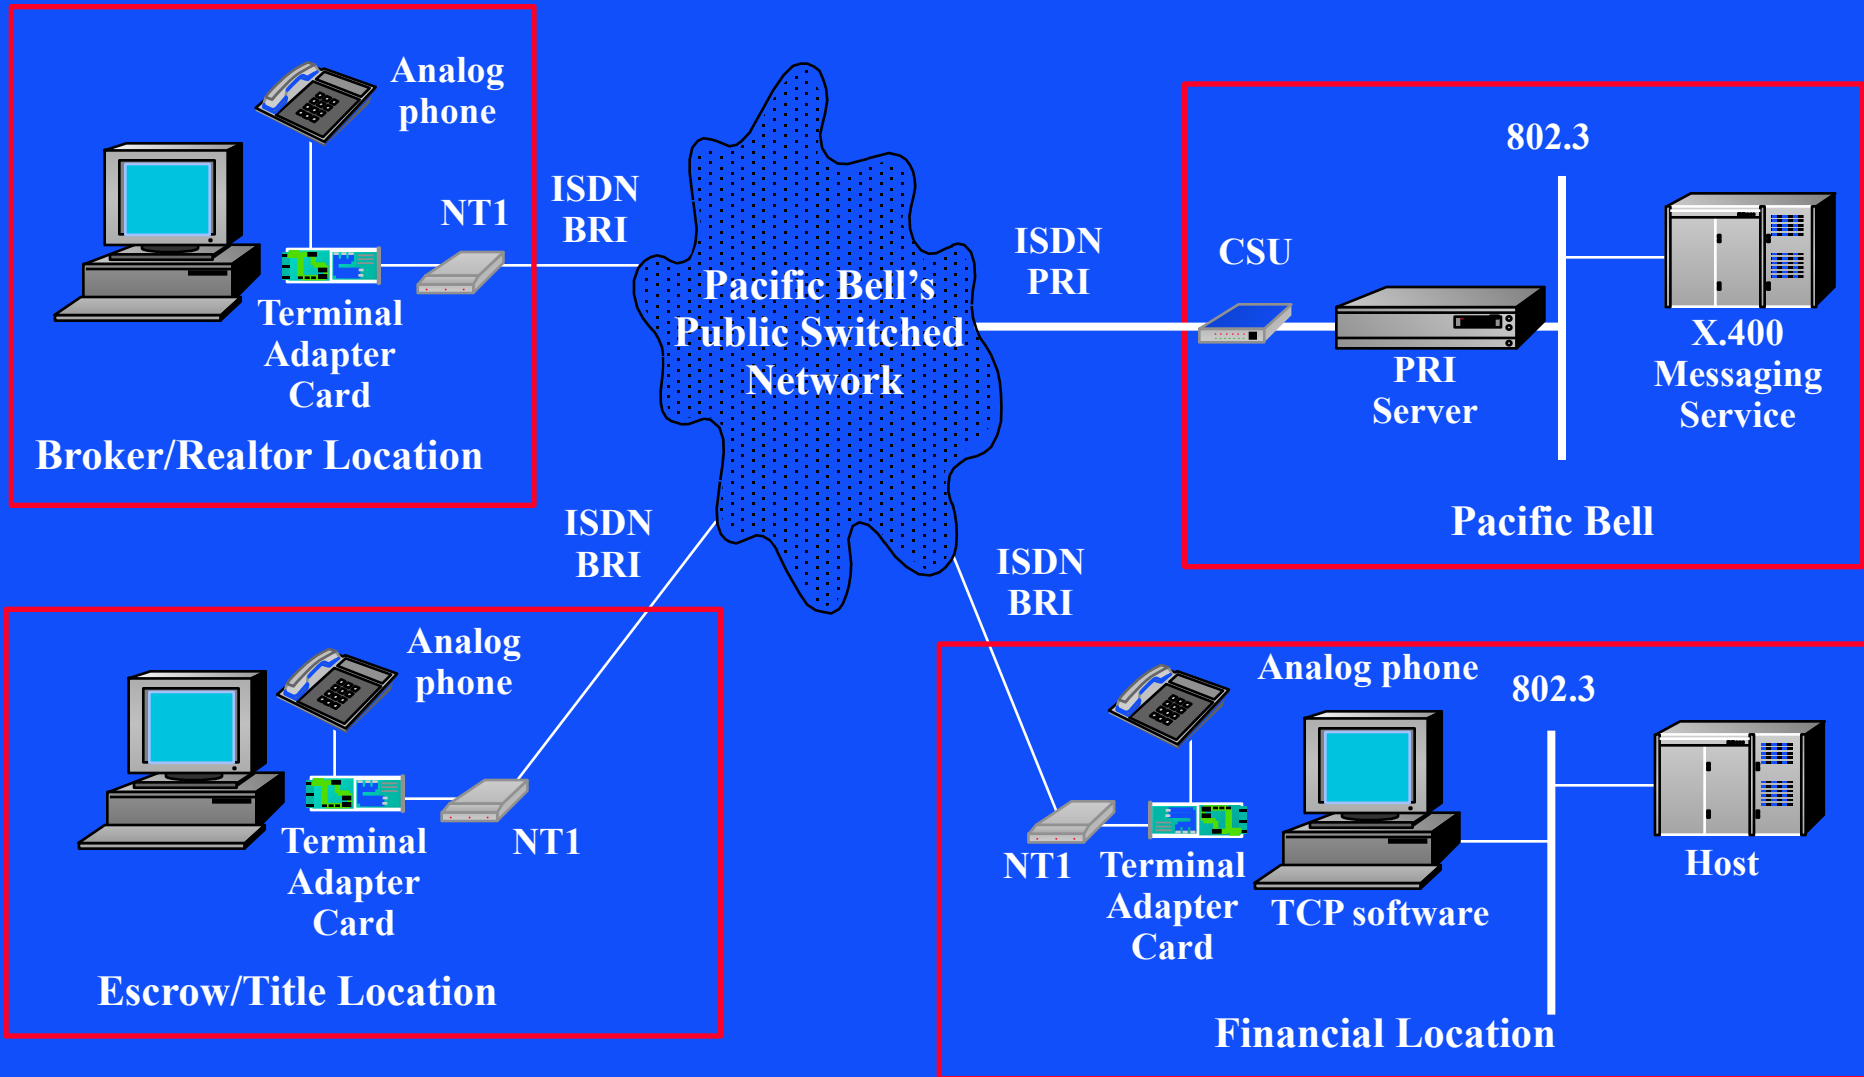 Analog
phone
NT1
Terminal
Adapter
Card
Broker/Realtor Location
ISDN
BRI
Pacific Bell's
Public Switched
Network
ISDN
PRI
CSU
802.3
PRI
Server
X.400
Messaging
Service
Pacific Bell
ISDN
BRI
Analog
phone
NT1
Terminal
Adapter
Card
Escrow/Title Location
ISDN
BRI
Analog phone
802.3
NT1
Terminal
Adapter
Card
TCP software
Host
Financial Location